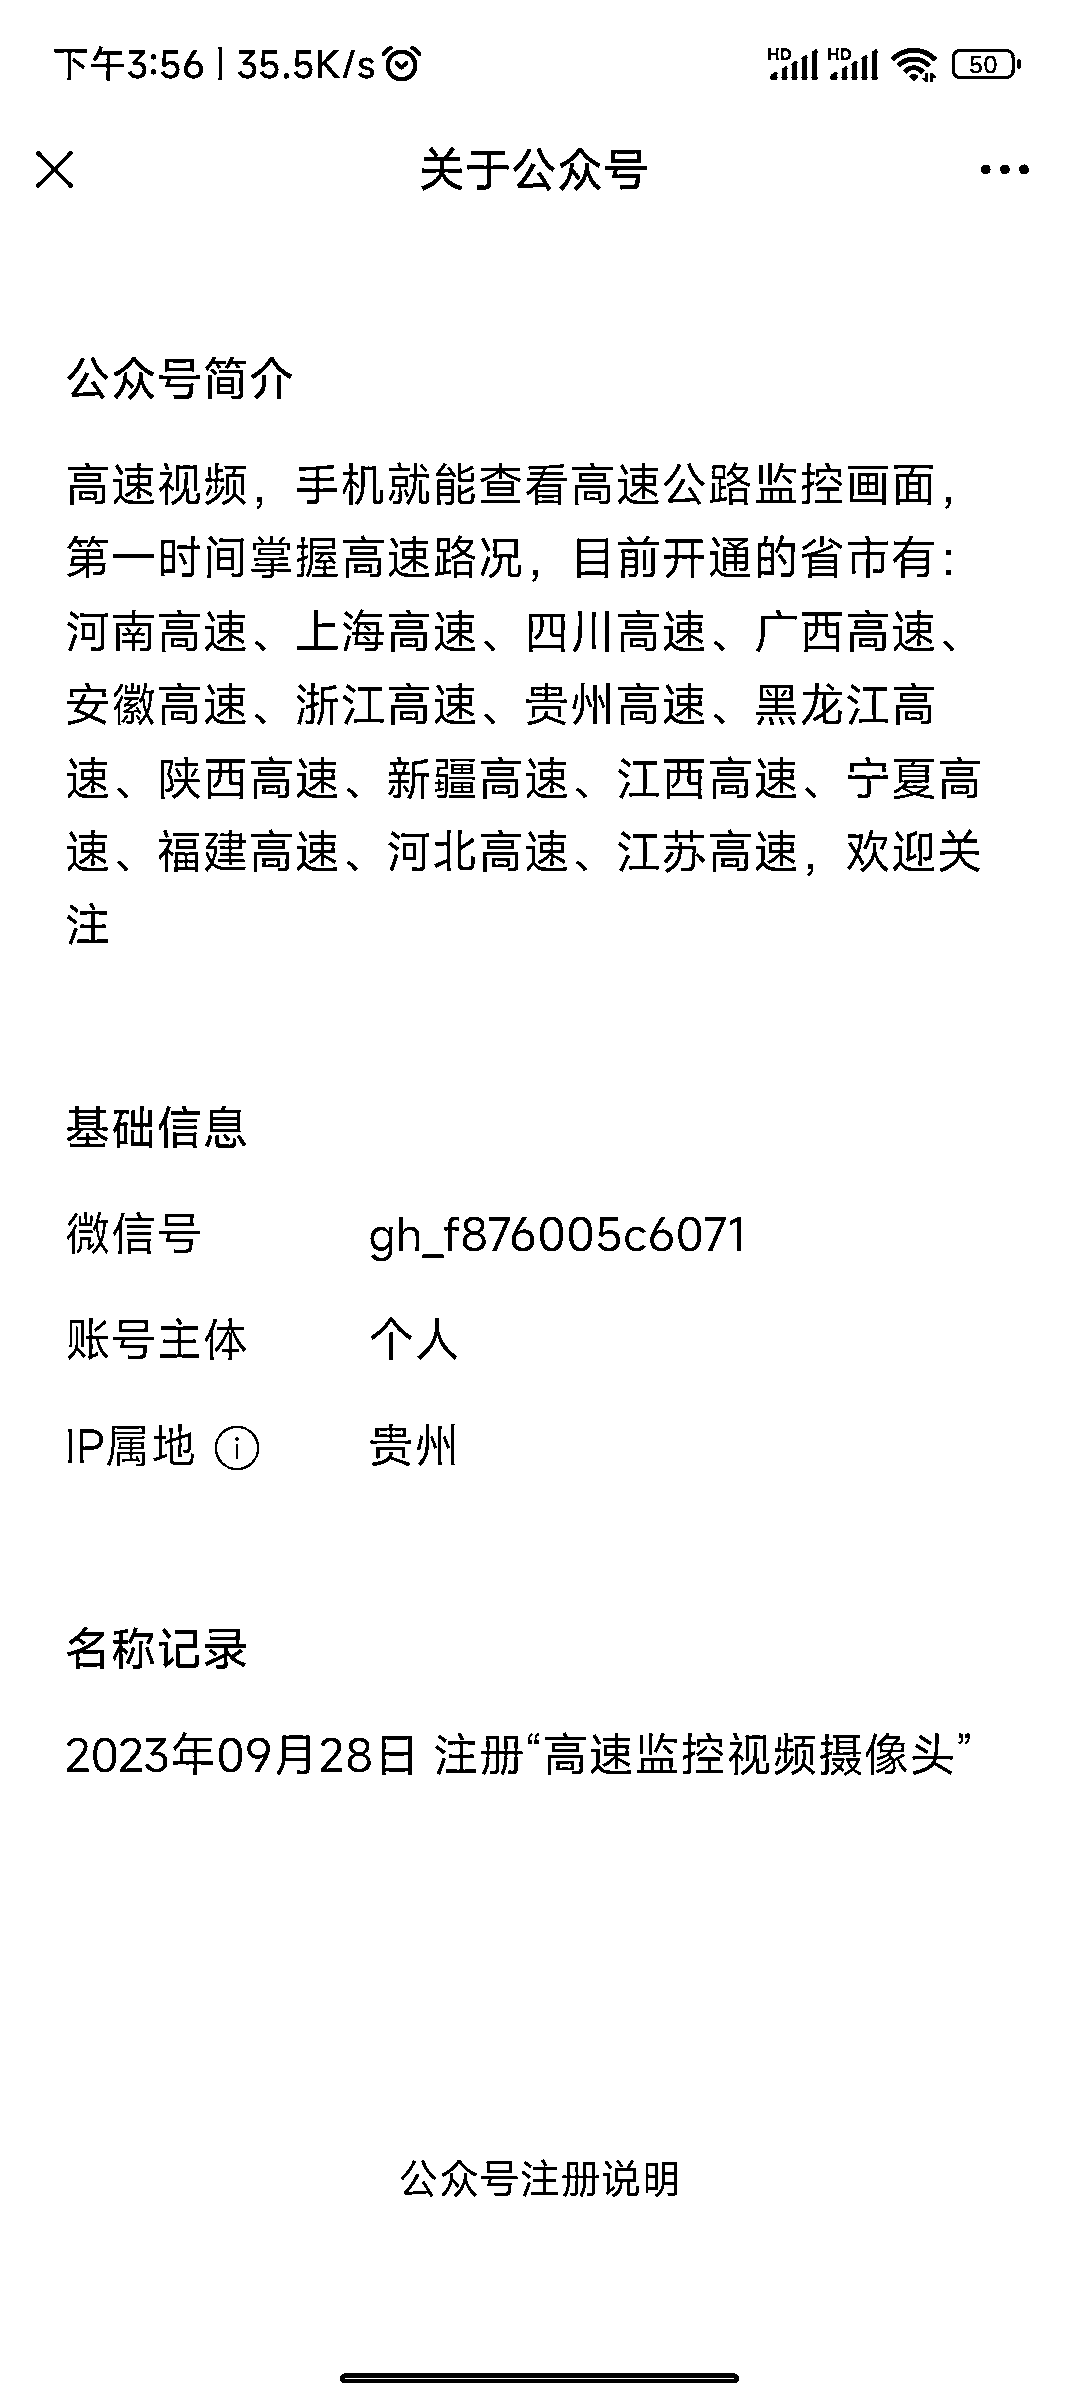 下午3:56 | 35.5K/s
HD HD 50
关于公众号
公众号简介
高速视频，手机就能查看高速公路监控画面，
第一时间掌握高速路况，目前开通的省市有：
河南高速、上海高速、四川高速、广西高速、
安徽高速、浙江高速、贵州高速、黑龙江高
速、陕西高速、新疆高速、江西高速、宁夏高
速、福建高速、河北高速、江苏高速，欢迎关
注
基础信息
微信号 gh_f876005c6071
账号主体 个人
IP属地 贵州
名称记录
2023年09月28日 注册“高速监控视频摄像头”
公众号注册说明